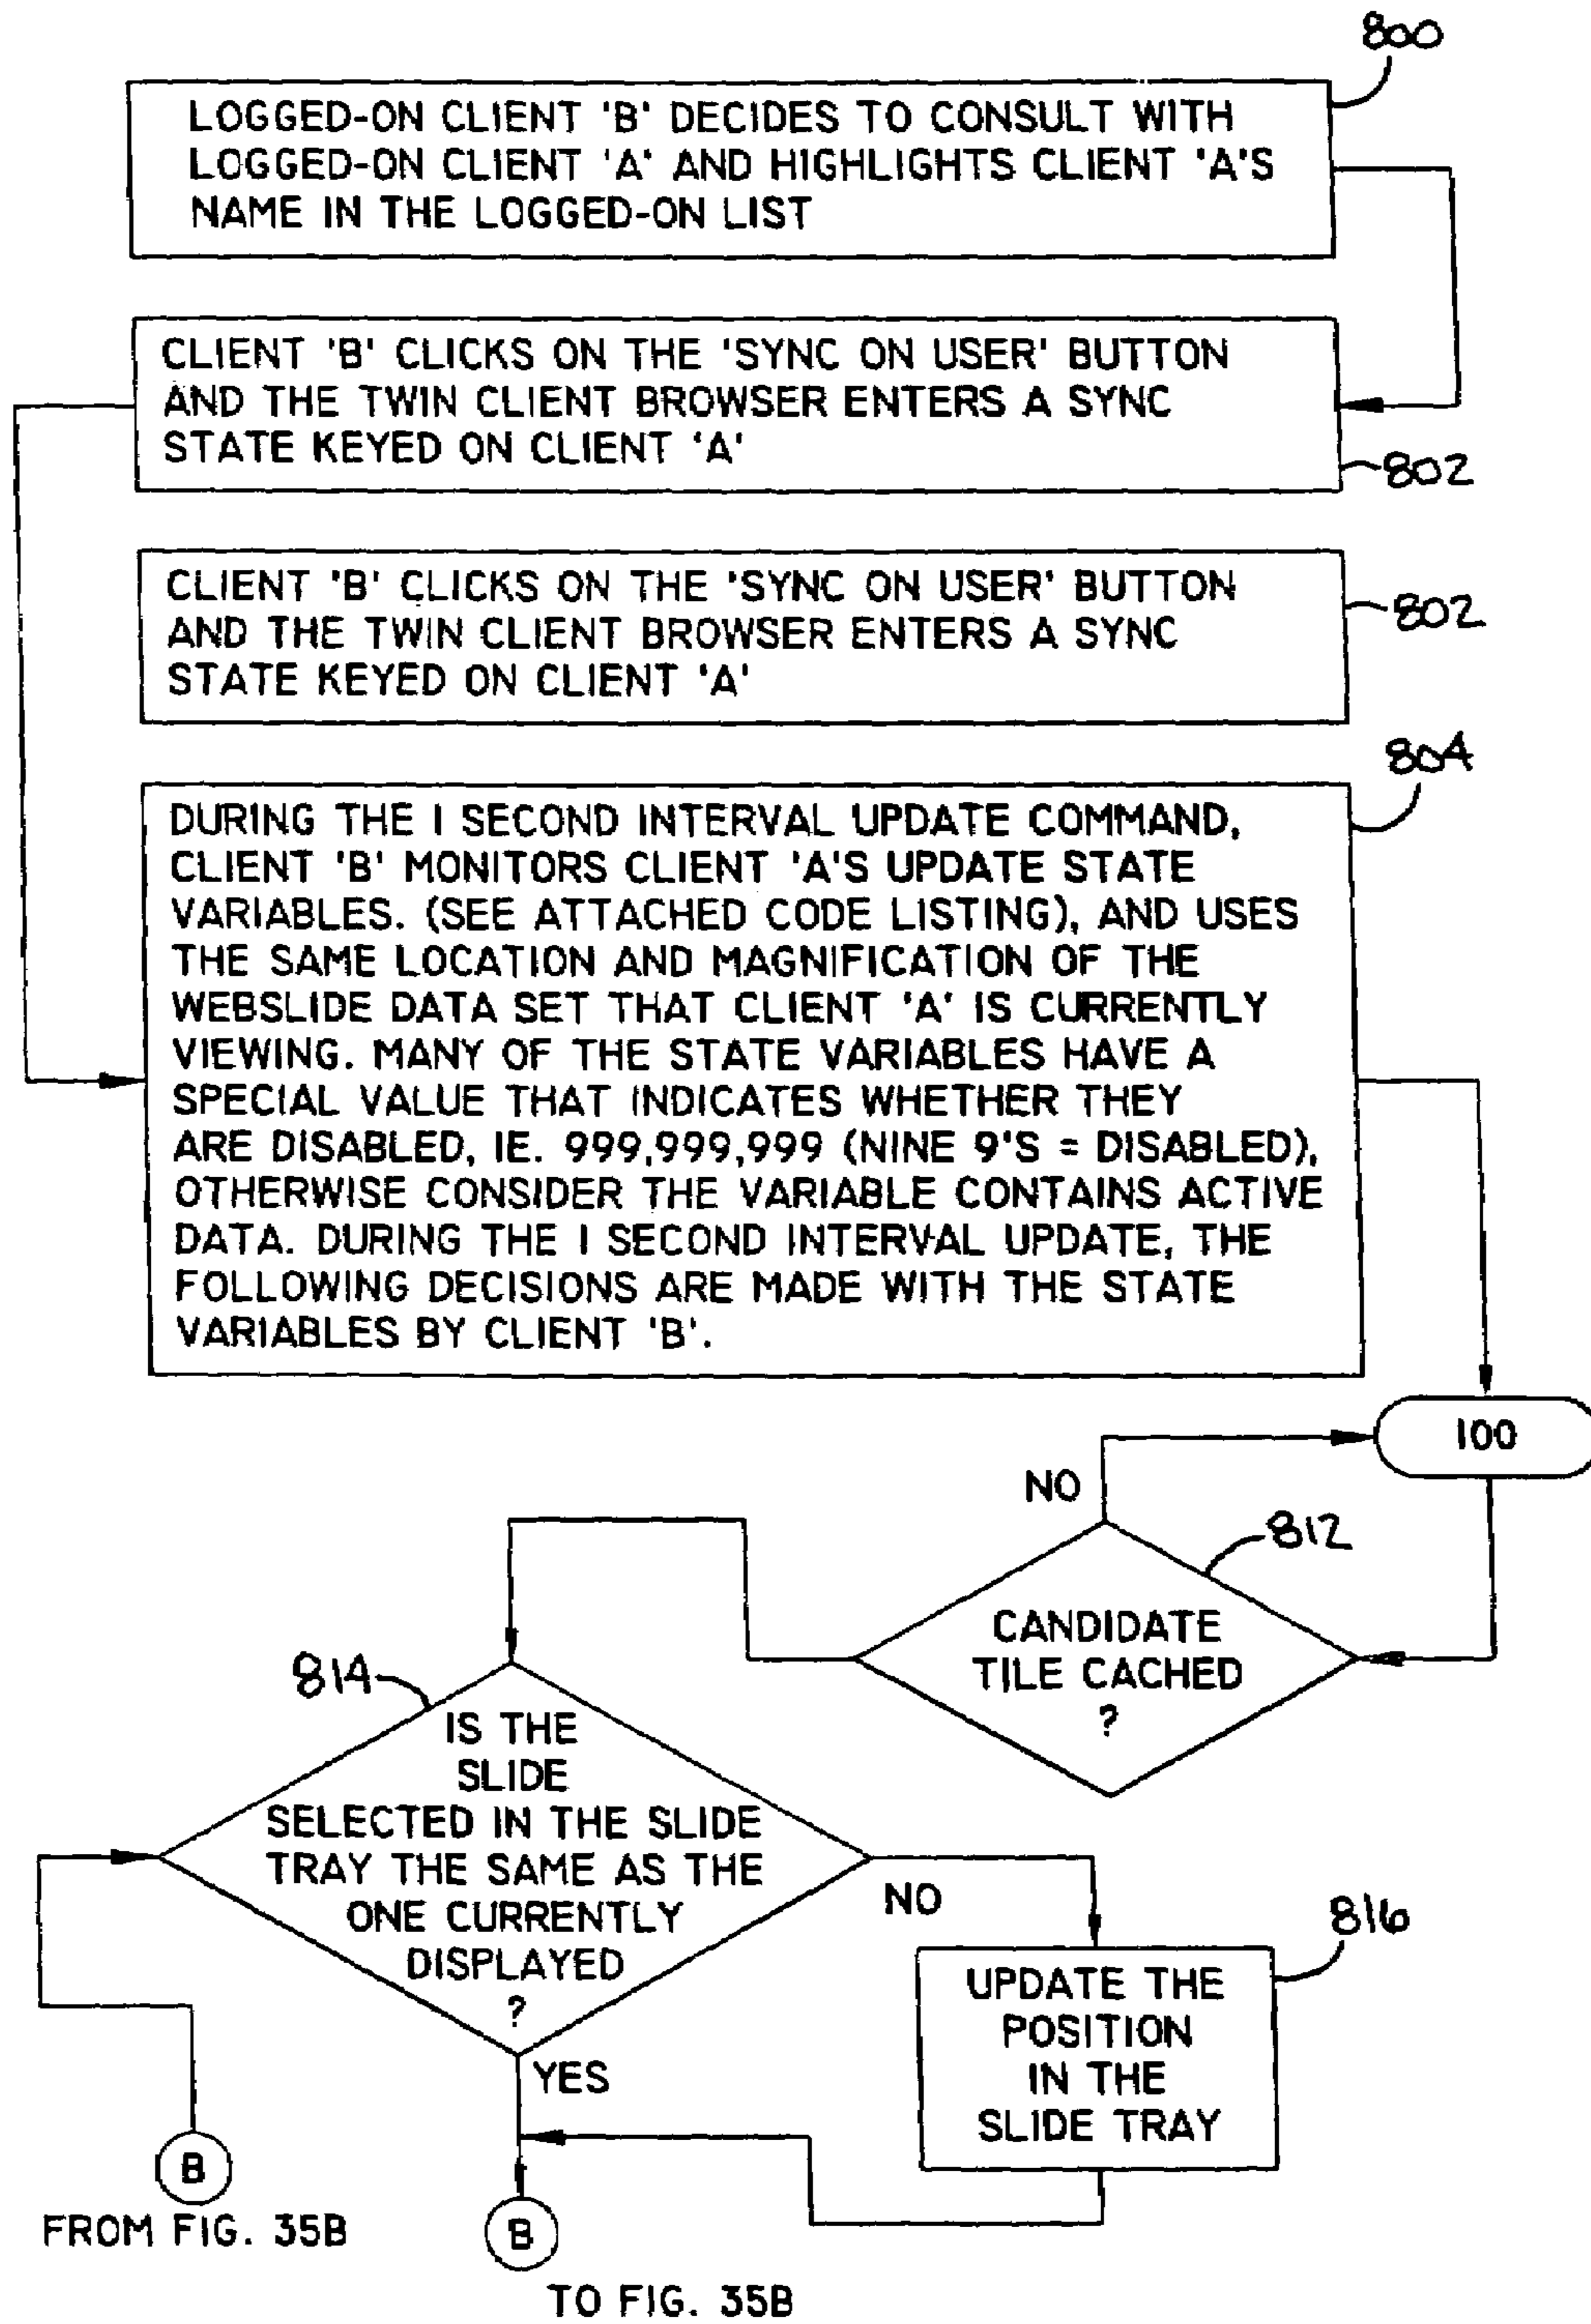 800
LOGGED-ON CLIENT 'B' DECIDES TO CONSULT WITH
LOGGED-ON CLIENT 'A' AND HIGHLIGHTS CLIENT 'A'S
NAME IN THE LOGGED-ON LIST
CLIENT 'B' CLICKS ON THE 'SYNC ON USER' BUTTON
AND THE TWIN CLIENT BROWSER ENTERS A SYNC
STATE KEYED ON CLIENT 'A'
802
CLIENT 'B' CLICKS ON THE 'SYNC ON USER' BUTTON
AND THE TWIN CLIENT BROWSER ENTERS A SYNC
STATE KEYED ON CLIENT 'A'
802
804
DURING THE 1 SECOND INTERVAL UPDATE COMMAND,
CLIENT 'B' MONITORS CLIENT 'A'S UPDATE STATE
VARIABLES. (SEE ATTACHED CODE LISTING), AND USES
THE SAME LOCATION AND MAGNIFICATION OF THE
WEBSLIDE DATA SET THAT CLIENT 'A' IS CURRENTLY
VIEWING. MANY OF THE STATE VARIABLES HAVE A
SPECIAL VALUE THAT INDICATES WHETHER THEY
ARE DISABLED, IE. 999,999,999 (NINE 9'S = DISABLED),
OTHERWISE CONSIDER THE VARIABLE CONTAINS ACTIVE
DATA. DURING THE 1 SECOND INTERVAL UPDATE, THE
FOLLOWING DECISIONS ARE MADE WITH THE STATE
VARIABLES BY CLIENT 'B'.
100
NO
812
CANDIDATE
TILE CACHED
?
814
IS THE
SLIDE
SELECTED IN THE SLIDE
TRAY THE SAME AS THE
ONE CURRENTLY
DISPLAYED
?
NO
816
UPDATE THE
POSITION
IN THE
SLIDE TRAY
YES
B
FROM FIG. 35B
B
TO FIG. 35B